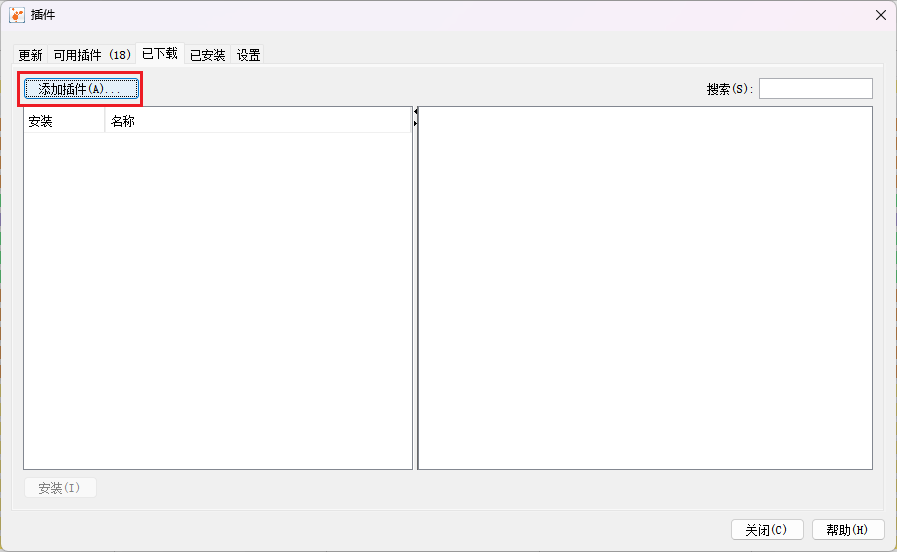 插件
更新 可用插件 (18) 已下载 已安装 设置
添加插件(A)... 搜索(S):
安装 名称
安装(I)
关闭(C) 帮助(H)